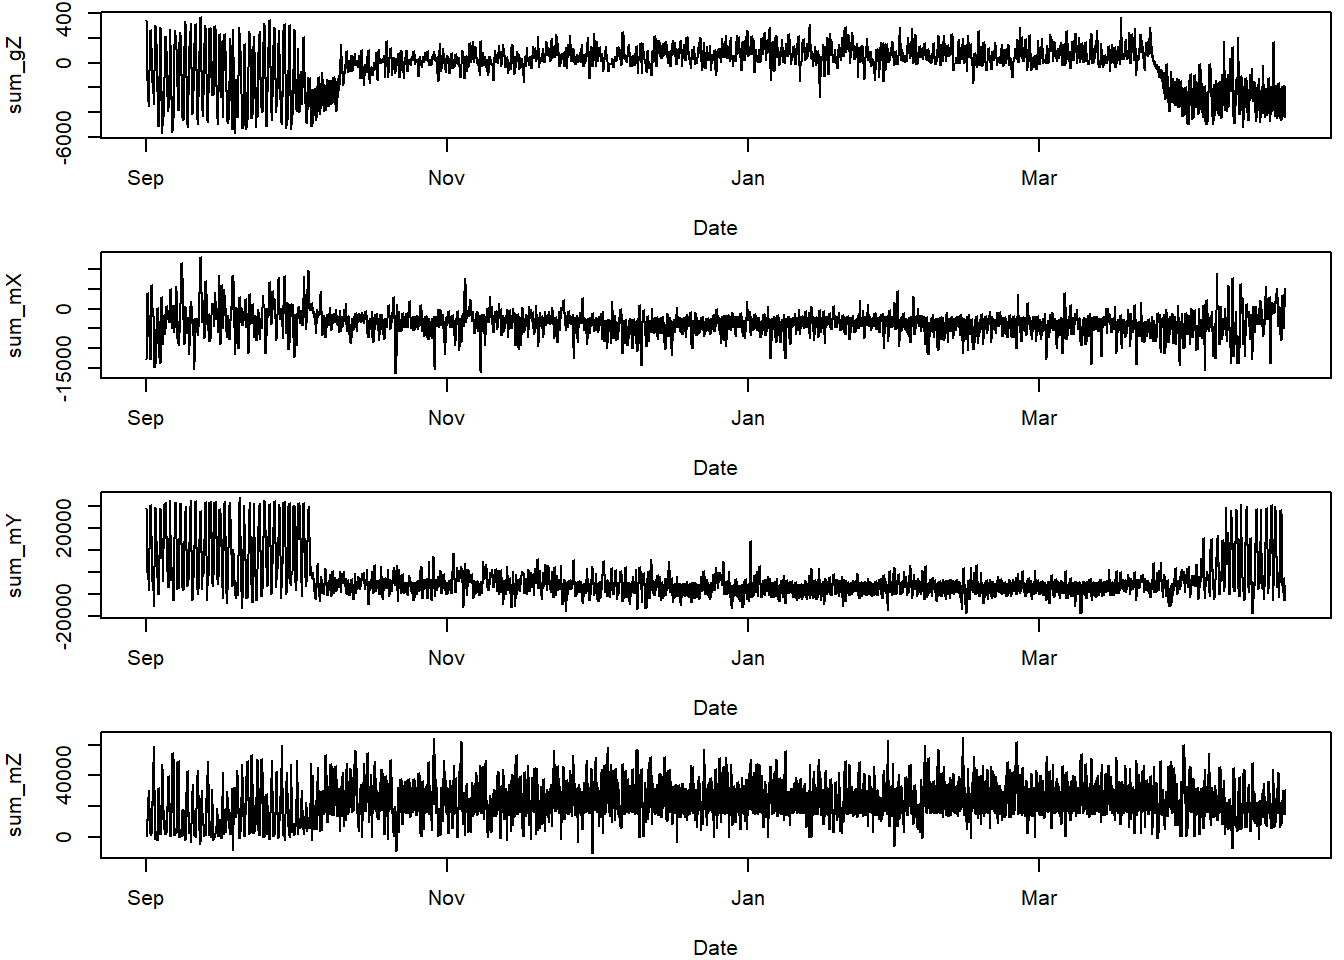 sum_gZ
-6000 0 400
Sep Nov Jan Mar
Date
sum_mX
-15000 0
Sep Nov Jan Mar
Date
sum_mY
-20000 20000
Sep Nov Jan Mar
Date
sum_mZ
0 40000
Sep Nov Jan Mar
Date